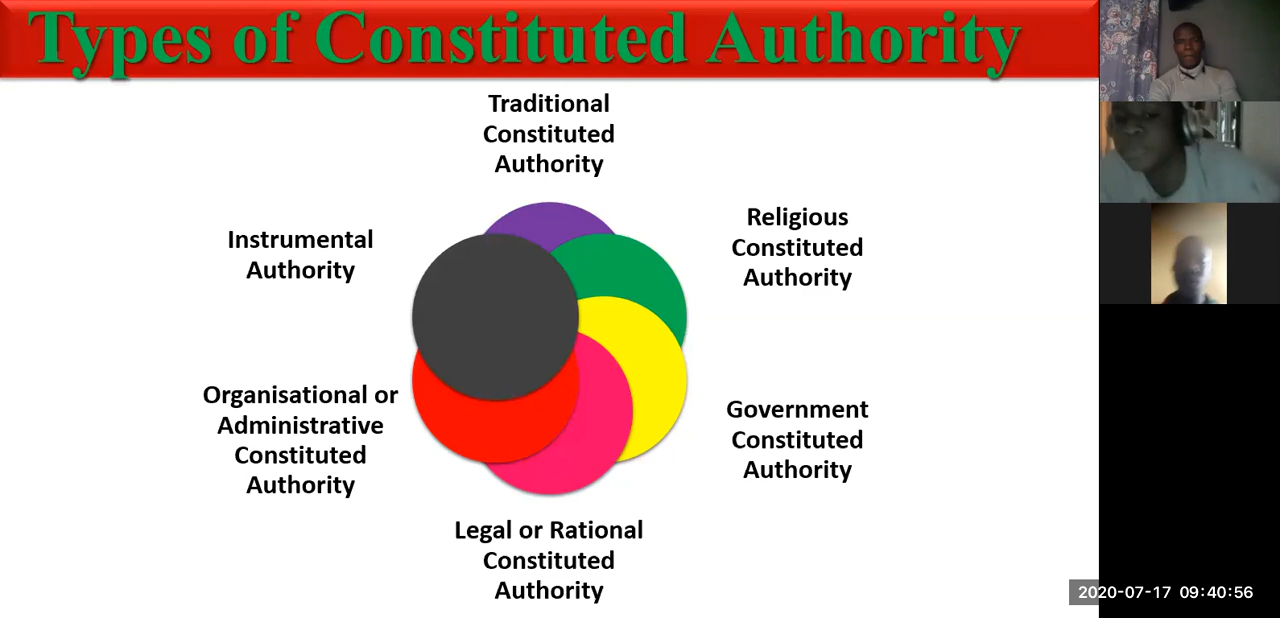 Types of Constituted Authority
Traditional
Constituted
Authority
Religious
Constituted
Authority
Government
Constituted
Authority
Legal or Rational
Constituted
Authority
Organisational or
Administrative
Constituted
Authority
Instrumental
Authority
2020-07-17 09:40:56